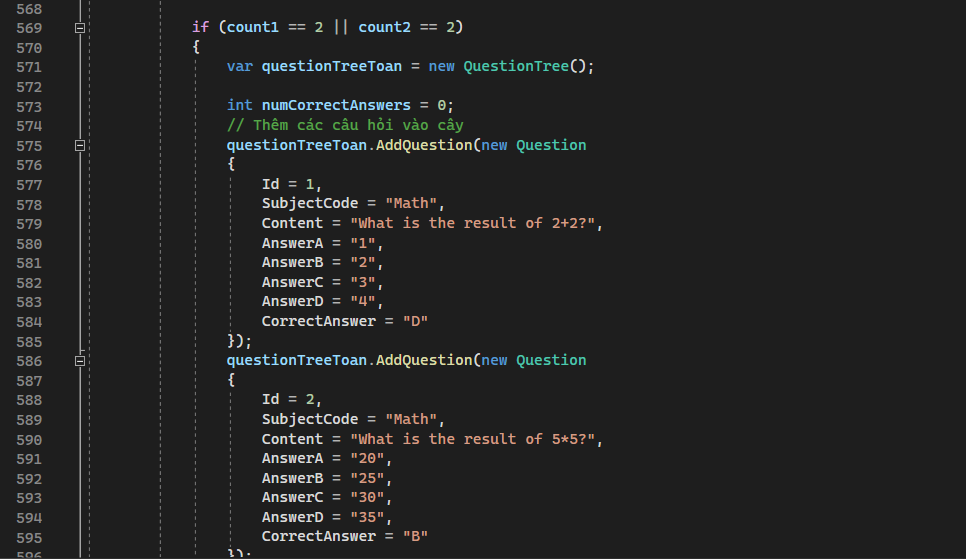 568
569 if (count1 == 2 || count2 == 2)
570 {
571 var questionTreeToan = new QuestionTree();
572
573 int numCorrectAnswers = 0;
574 // Thêm các câu hỏi vào cây
575 questionTreeToan.AddQuestion(new Question
576 {
577 Id = 1,
578 SubjectCode = "Math",
579 Content = "What is the result of 2+2?",
580 AnswerA = "1",
581 AnswerB = "2",
582 AnswerC = "3",
583 AnswerD = "4",
584 CorrectAnswer = "D"
585 });
586 questionTreeToan.AddQuestion(new Question
587 {
588 Id = 2,
589 SubjectCode = "Math",
590 Content = "What is the result of 5*5?",
591 AnswerA = "20",
592 AnswerB = "25",
593 AnswerC = "30",
594 AnswerD = "35",
595 CorrectAnswer = "B"
596 });